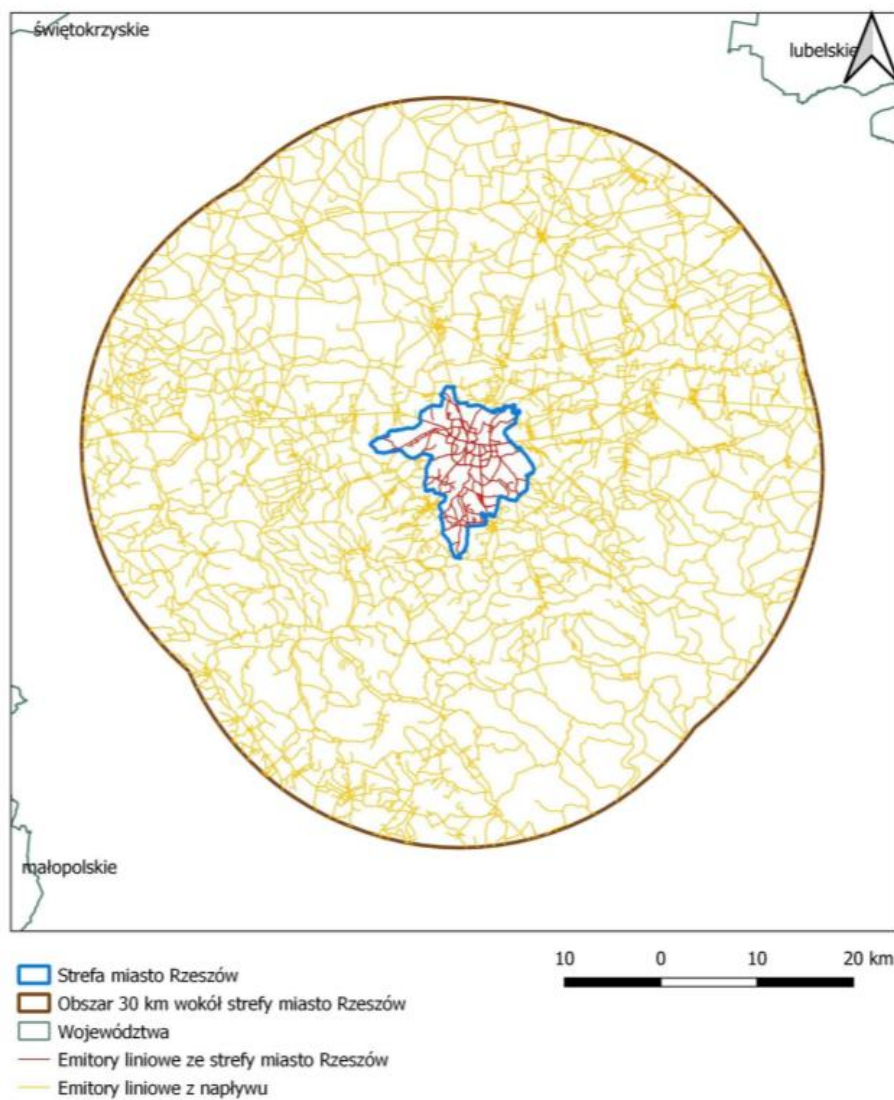 świętokrzyskie
lubelskie
małopolskie
10 0 10 20 km
Strefa miasto Rzeszów
Obszar 30 km wokół strefy miasto Rzeszów
Województwa
Emitory liniowe ze strefy miasto Rzeszów
Emitory liniowe z napływu